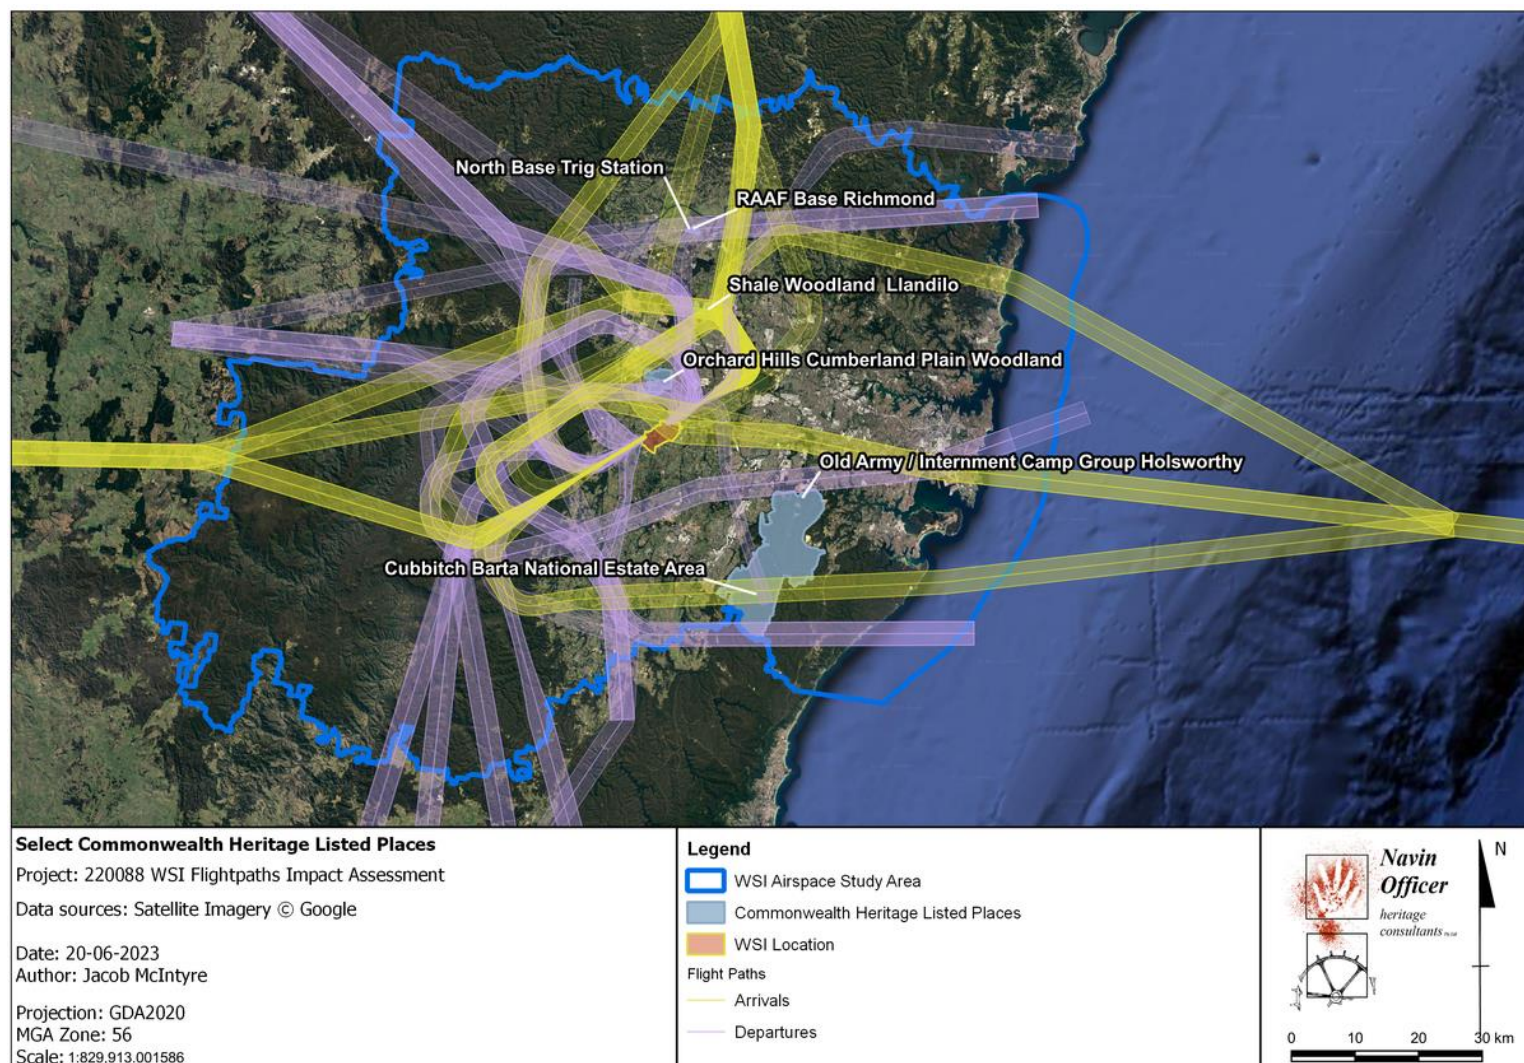 North Base Trig Station
RAAF Base Richmond
Shale Woodland Llandilo
Orchard Hills Cumberland Plain Woodland
Old Army / Internment Camp Group Holsworthy
Cubbitch Barta National Estate Area
Select Commonwealth Heritage Listed Places
Project: 220088 WSI Flightpaths Impact Assessment
Data sources: Satellite Imagery © Google
Date: 20-06-2023
Author: Jacob McIntyre
Projection: GDA2020
MGA Zone: 56
Scale: 1:829,913.001586
Legend
WSI Airspace Study Area
Commonwealth Heritage Listed Places
WSI Location
Flight Paths
Arrivals
Departures
Navin
Officer
heritage
consultants
N
0 10 20 30 km